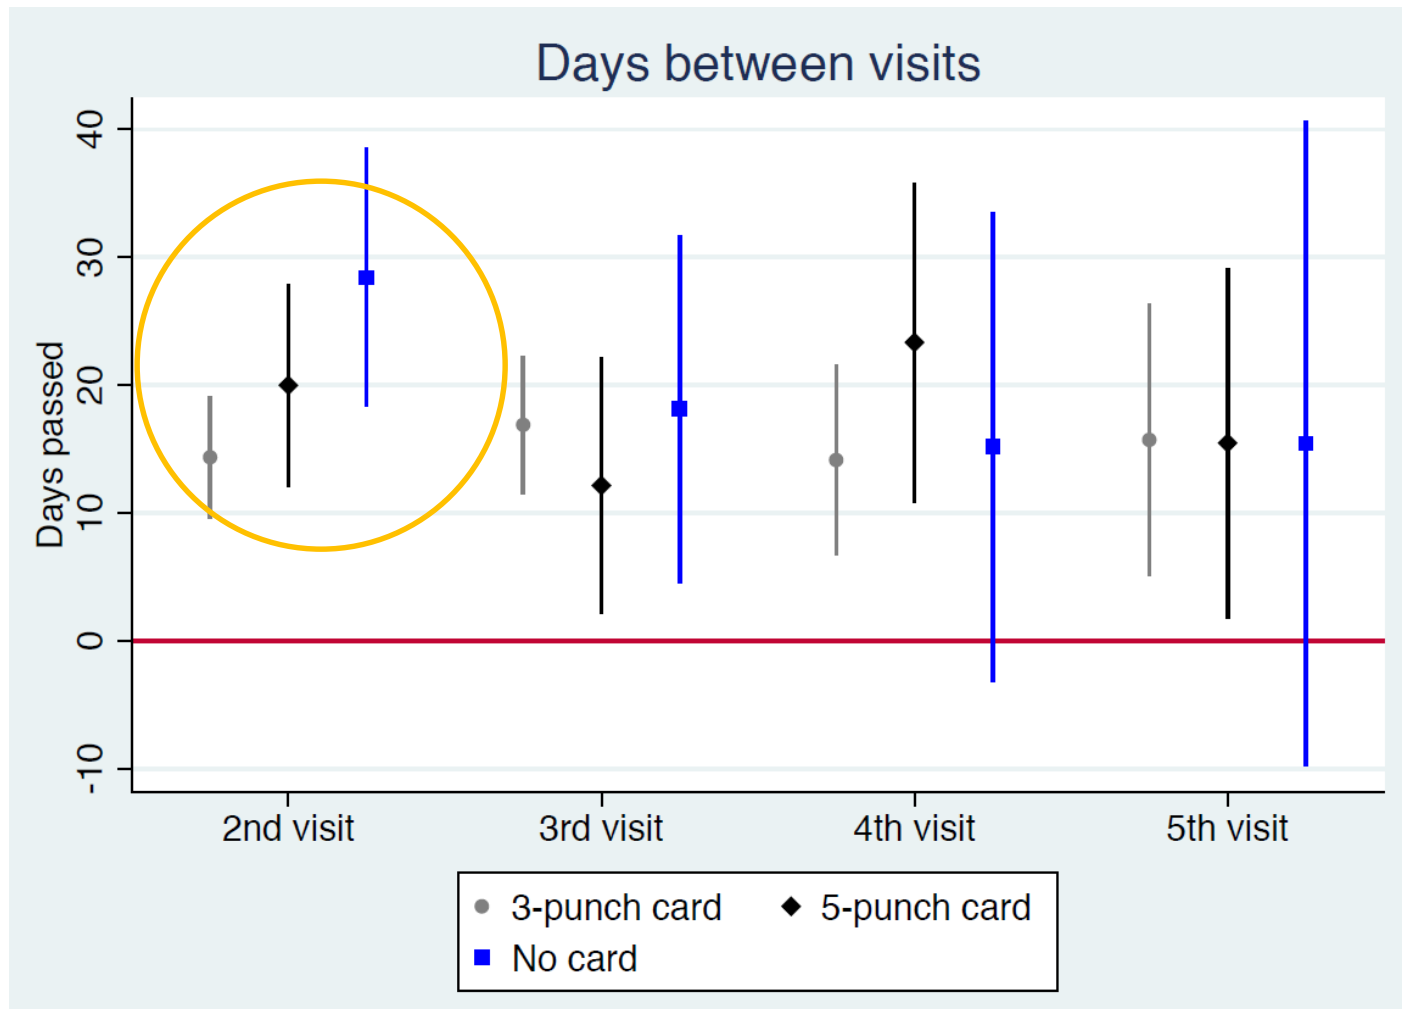 Days between visits
Days passed
40
30
20
10
0
-10
2nd visit 3rd visit 4th visit 5th visit
3-punch card 5-punch card
No card